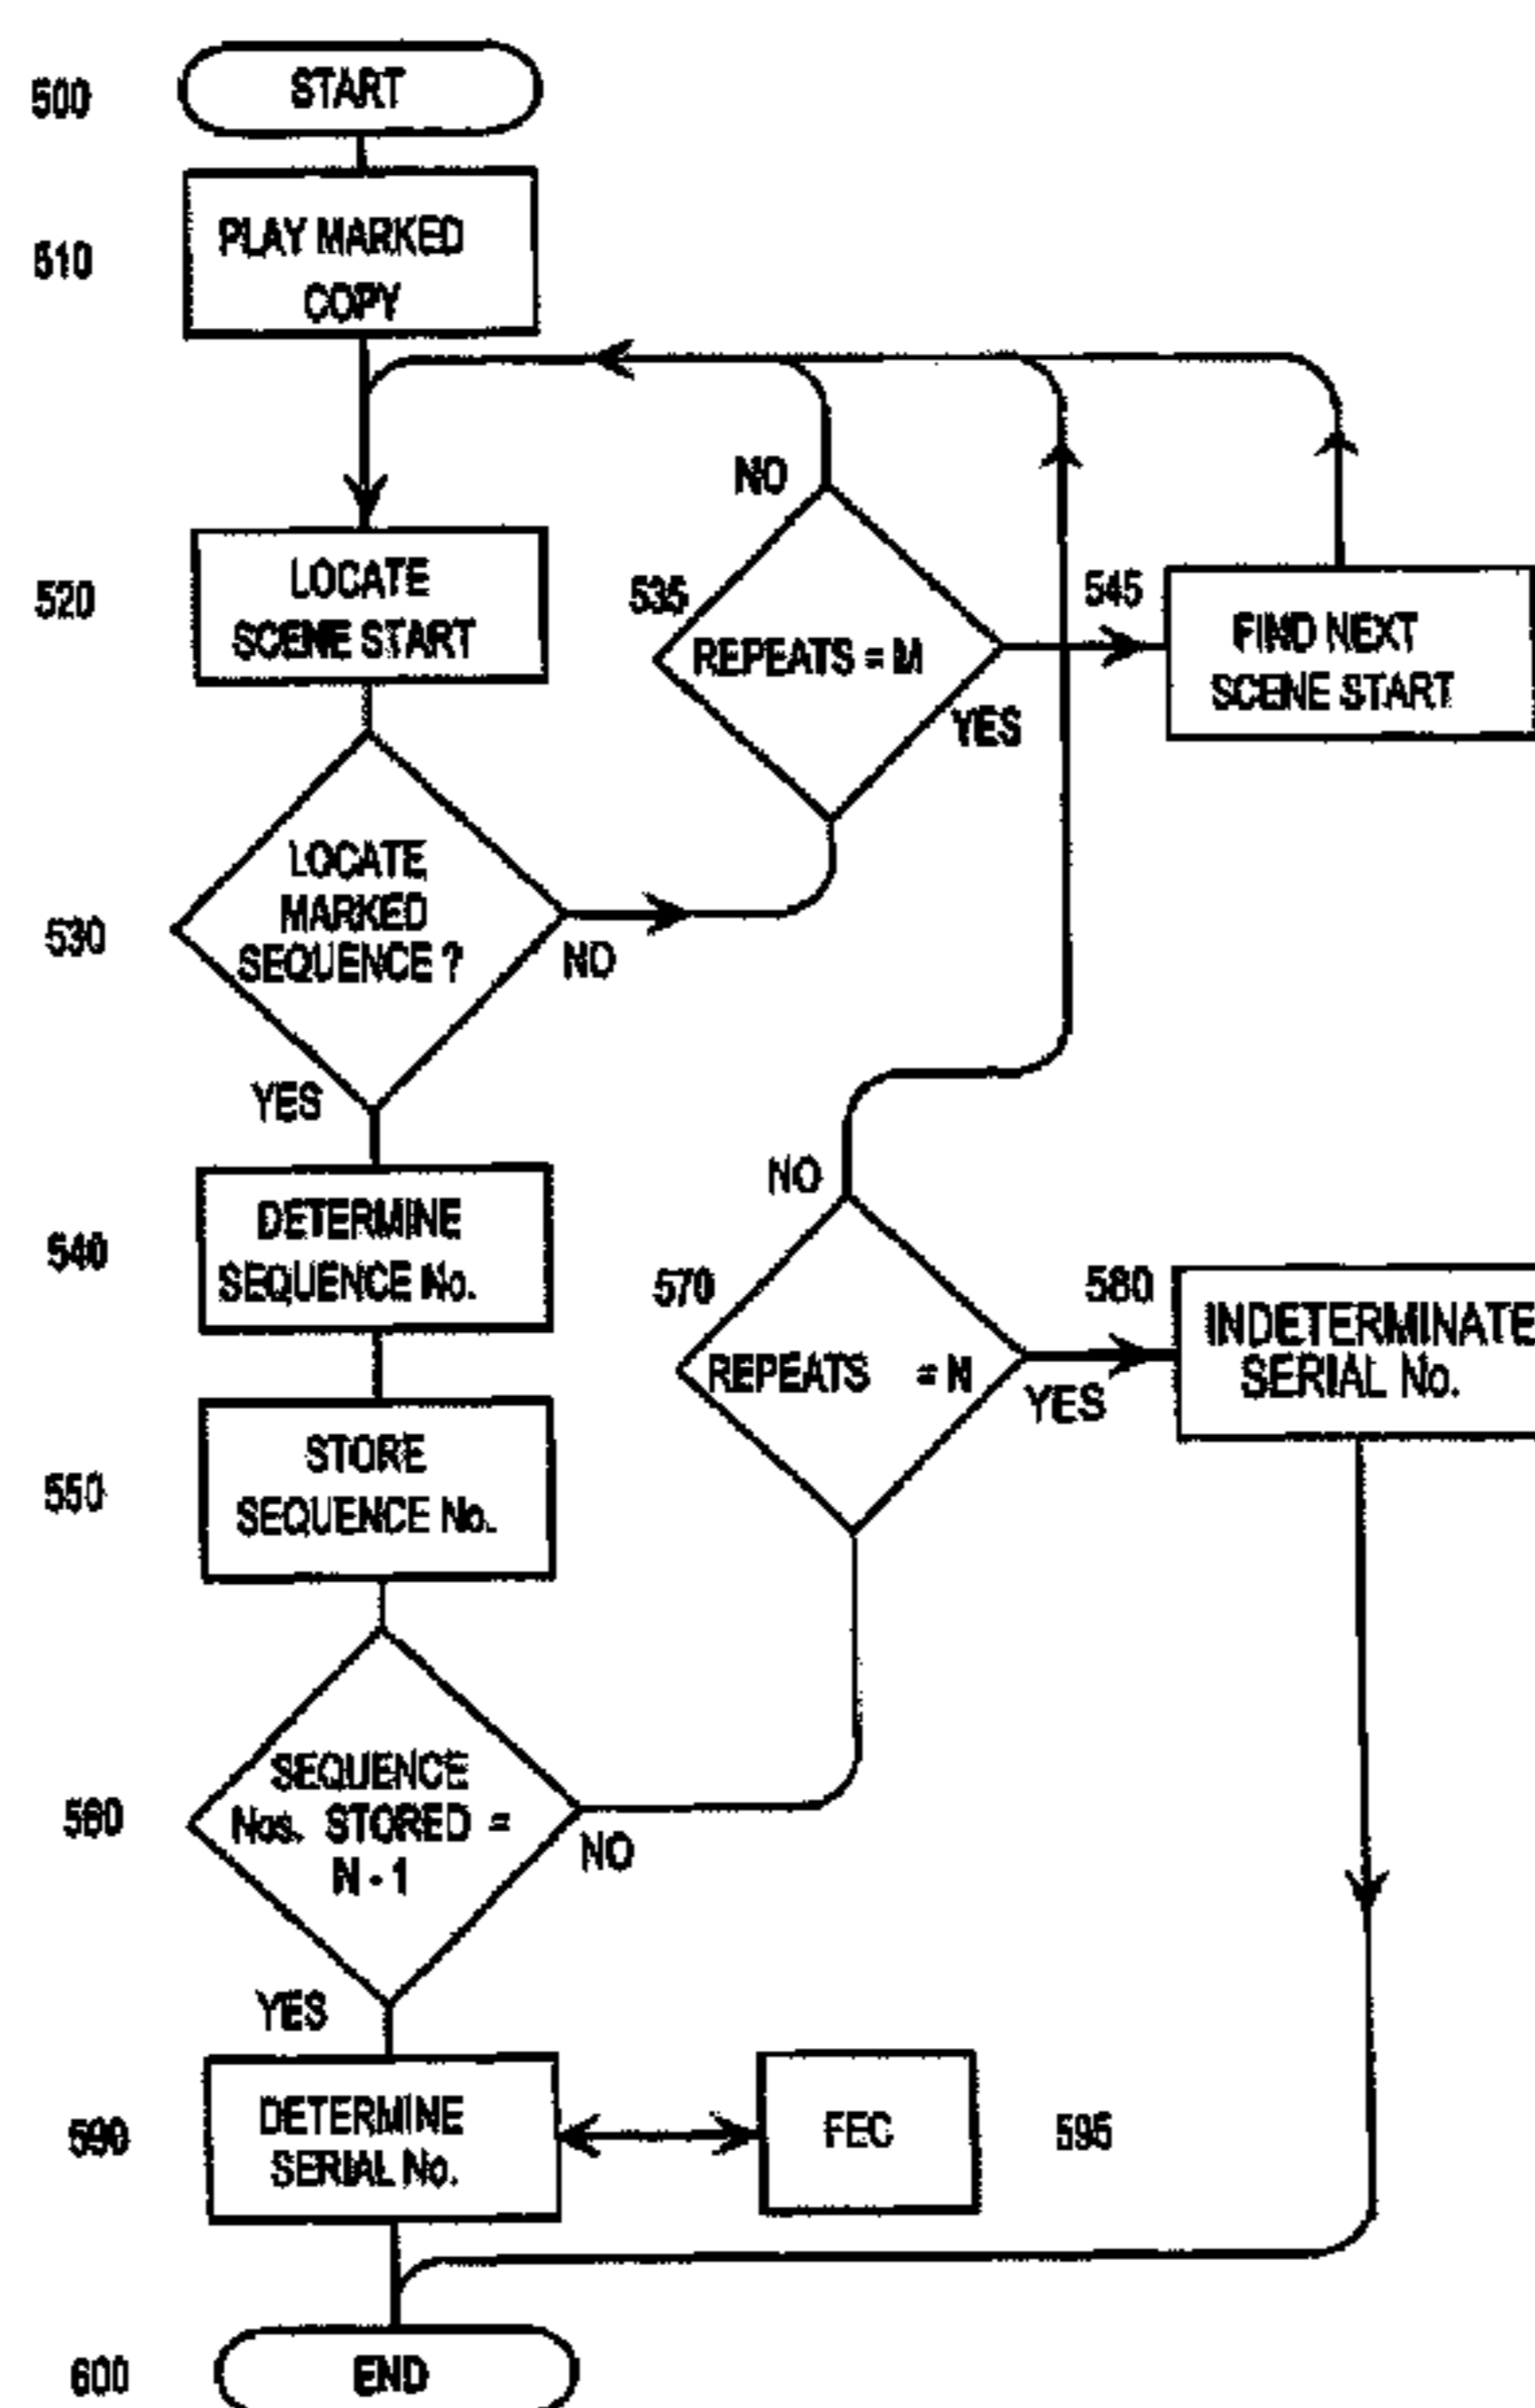 500
START
510
PLAY MARKED
COPY
520
LOCATE
SCENE START
NO
535
REPEATS = M
YES
545
FIND NEXT
SCENE START
530
LOCATE
MARKED
SEQUENCE ?
NO
YES
540
DETERMINE
SEQUENCE No.
550
STORE
SEQUENCE No.
NO
570
REPEATS = N
YES
580
INDETERMINATE
SERIAL No.
560
SEQUENCE
Nos. STORED =
N - 1
NO
YES
590
DETERMINE
SERIAL No.
FEC
595
600
END